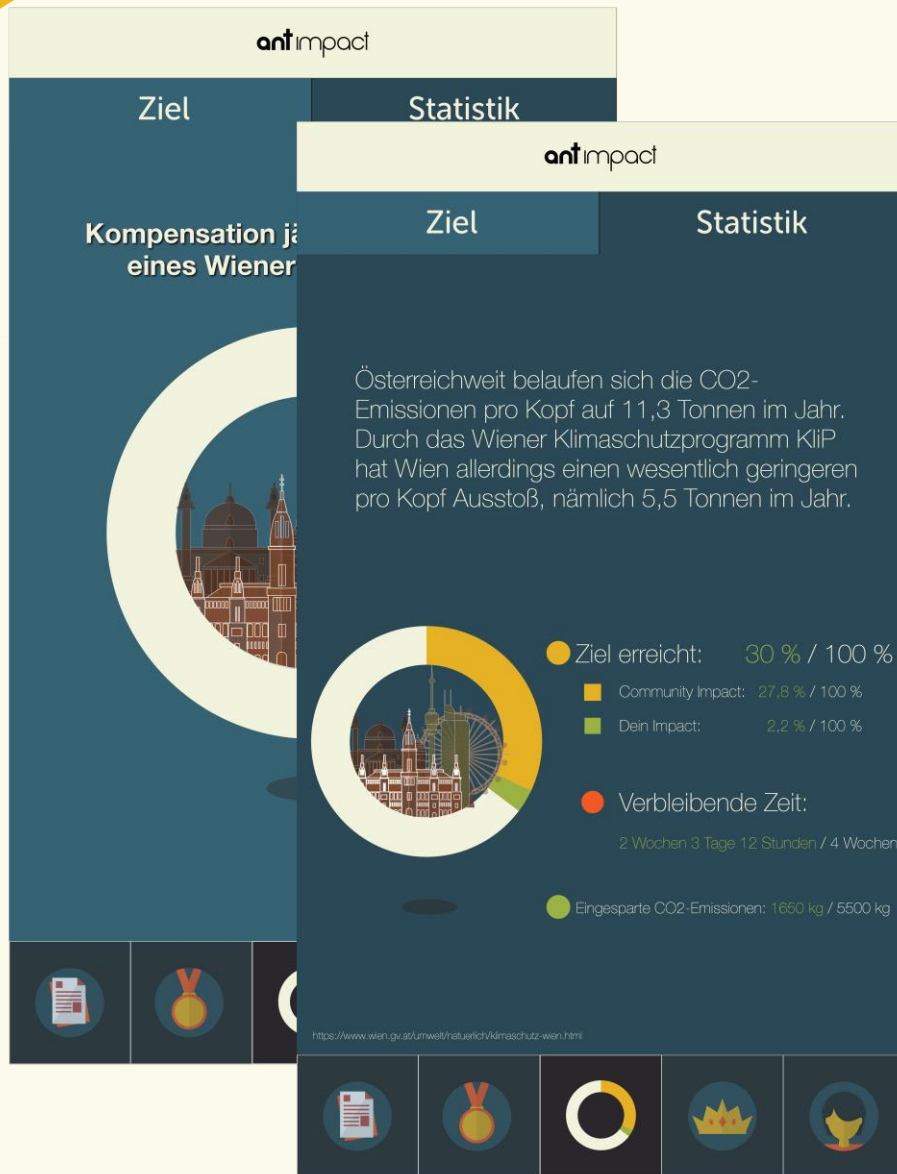 ant impact
Ziel
Statistik
Kompensation jä
eines Wiener
ant impact
Ziel
Statistik
Österreichweit belaufen sich die CO2-
Emissionen pro Kopf auf 11,3 Tonnen im Jahr.
Durch das Wiener Klimaschutzprogramm KliP
hat Wien allerdings einen wesentlich geringeren
pro Kopf Ausstoß, nämlich 5,5 Tonnen im Jahr.
Ziel erreicht: 30 % / 100 %
Community Impact: 27,8 % / 100 %
Dein Impact: 2,2 % / 100 %
Verbleibende Zeit:
2 Wochen 3 Tage 12 Stunden / 4 Wochen
Eingesparte CO2-Emissionen: 1650 kg / 5500 kg
https://www.wien.gv.at/umwelt/natuerlich/klimaschutz-wien.html